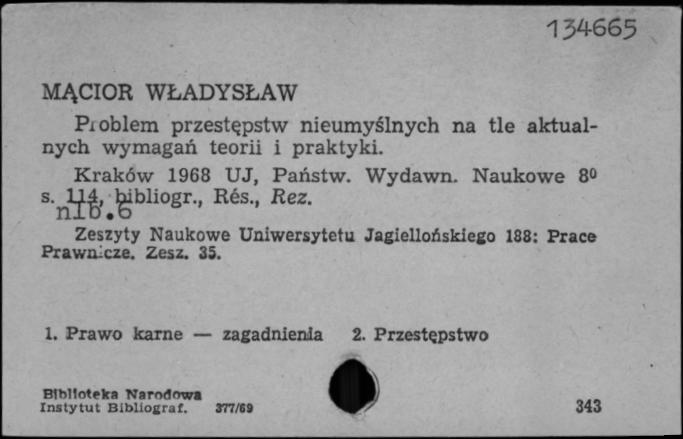 134665
MĄCIOR WŁADYSŁAW
Problem przestępstw nieumyślnych na tle aktual-
nych wymagań teorii i praktyki.
Kraków 1968 UJ, Państw. Wydawn. Naukowe 8⁰
s. 114, bibliogr., Rés., Rez.
nlb.6
Zeszyty Naukowe Uniwersytetu Jagiellońskiego 188: Prace
Prawnicze. Zesz. 35.
1. Prawo karne — zagadnienia 2. Przestępstwo
Biblioteka Narodowa
Instytut Bibliograf. 377/69 343